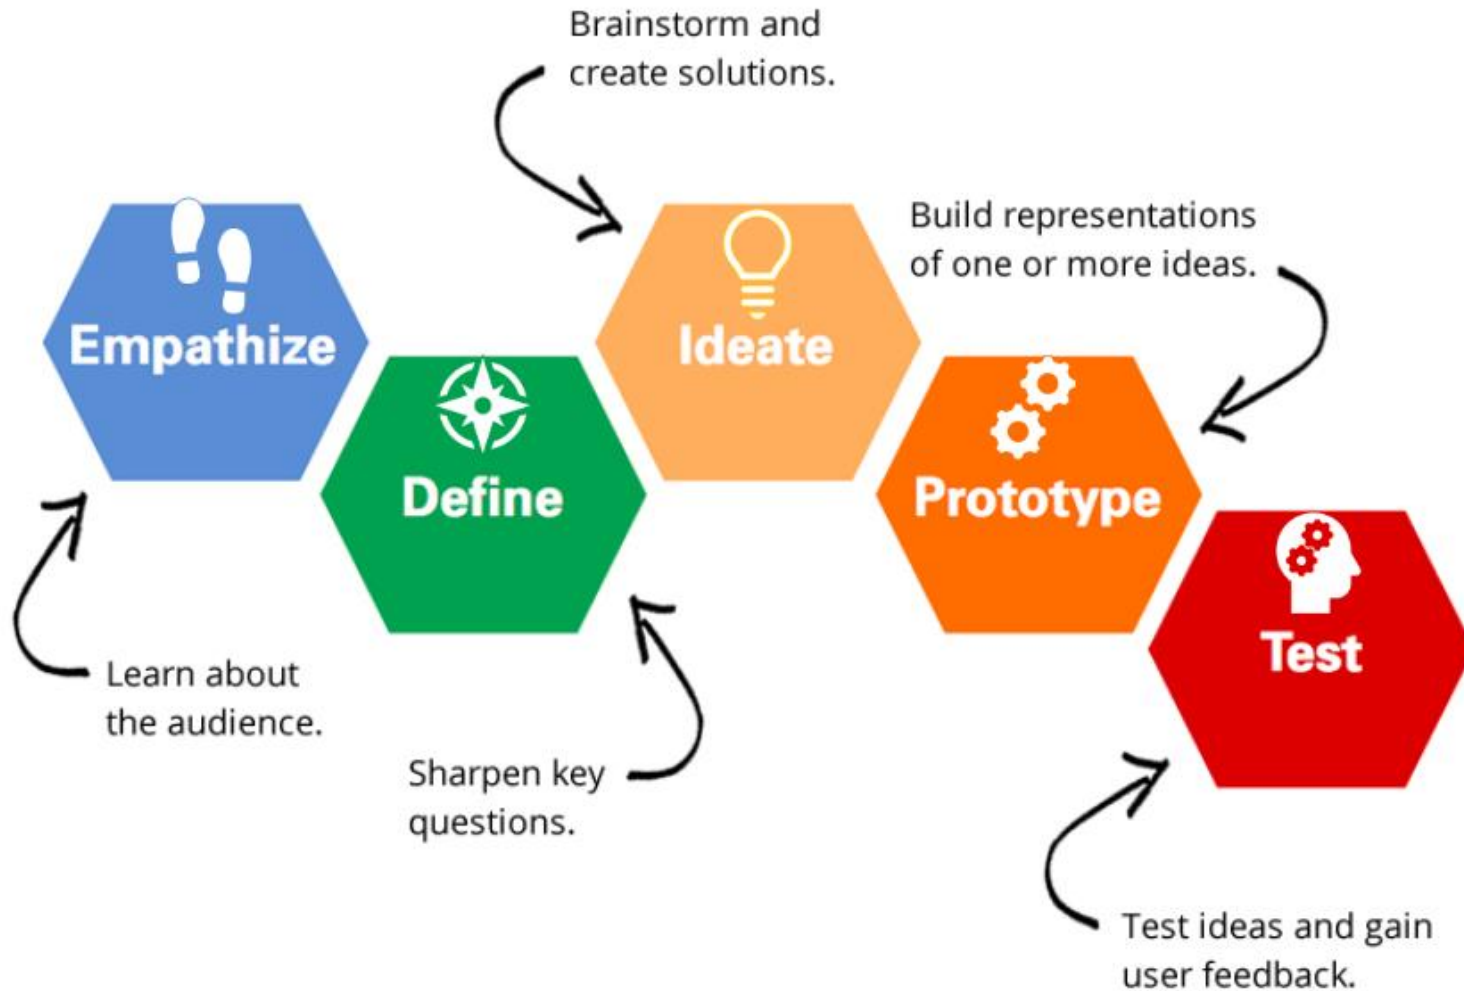 Brainstorm and
create solutions.
Build representations
of one or more ideas.
Empathize
Ideate
Define
Prototype
Test
Learn about
the audience.
Sharpen key
questions.
Test ideas and gain
user feedback.